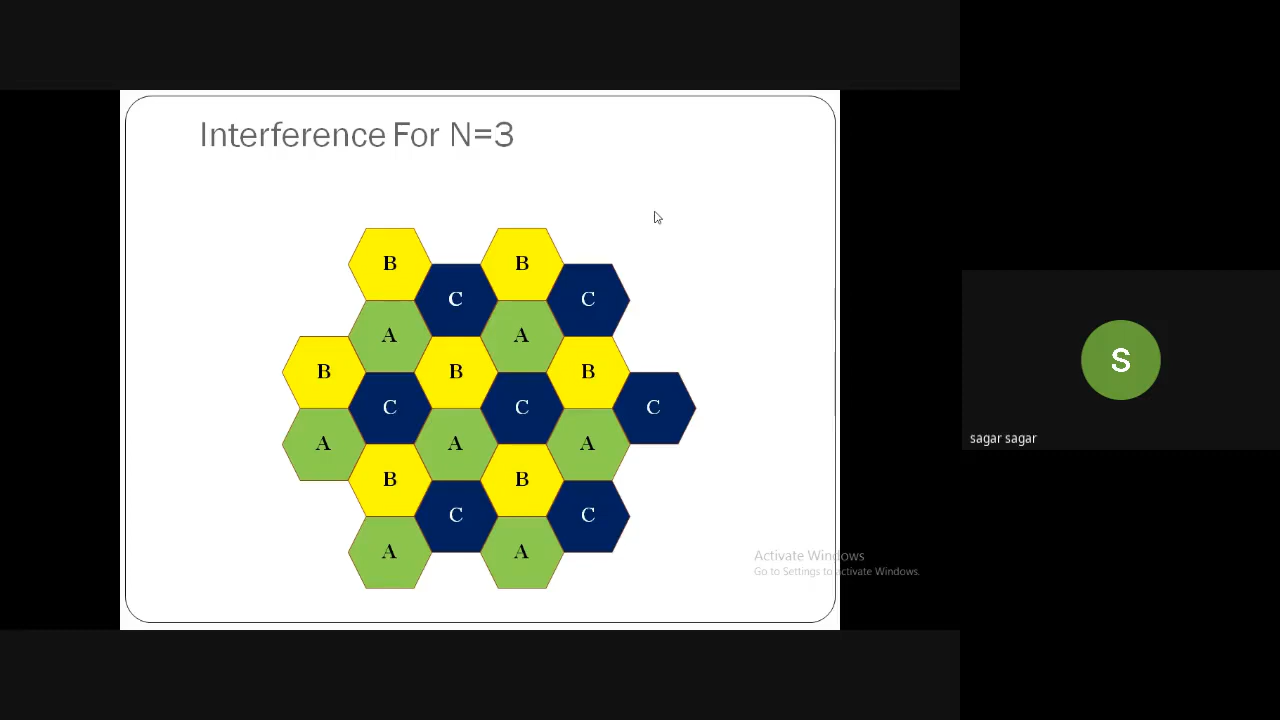 Interference For N=3
B B
C C
A A
B B B
C C C
A A A
B B
C C
A A
S
sagar sagar
Activate Windows
Go to Settings to activate Windows.